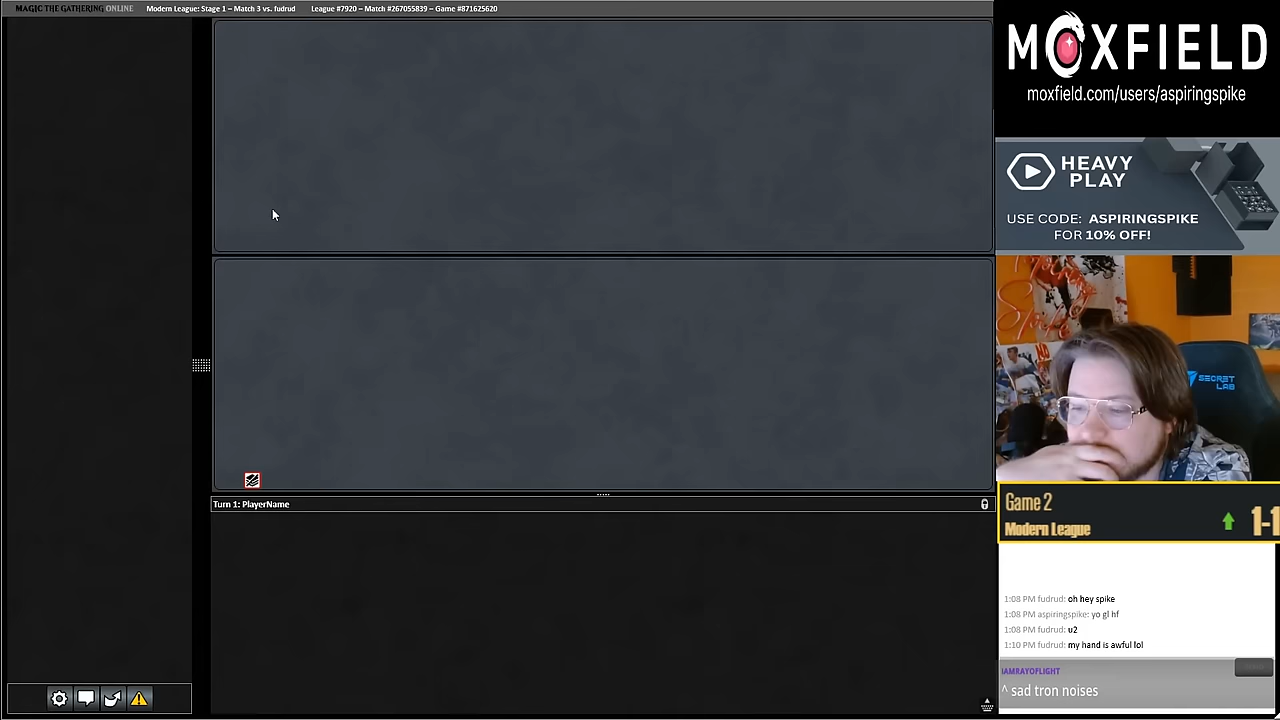 MAGIC THE GATHERING ONLINE
Modern League: Stage 1 – Match 3 vs. fudrud
League #7920 – Match #267055839 – Game #871625620
MOXFIELD
moxfield.com/users/aspiringspike
HEAVY
PLAY
USE CODE: ASPIRINGSPIKE
FOR 10% OFF!
SECRET
LAB
Turn 1: PlayerName
Game 2
Modern League
1-1
1:08 PM fudrud: oh hey spike
1:08 PM aspiringspike: yo gl hf
1:08 PM fudrud: u2
1:10 PM fudrud: my hand is awful lol
IAMRAYOFLIGHT
^ sad tron noises